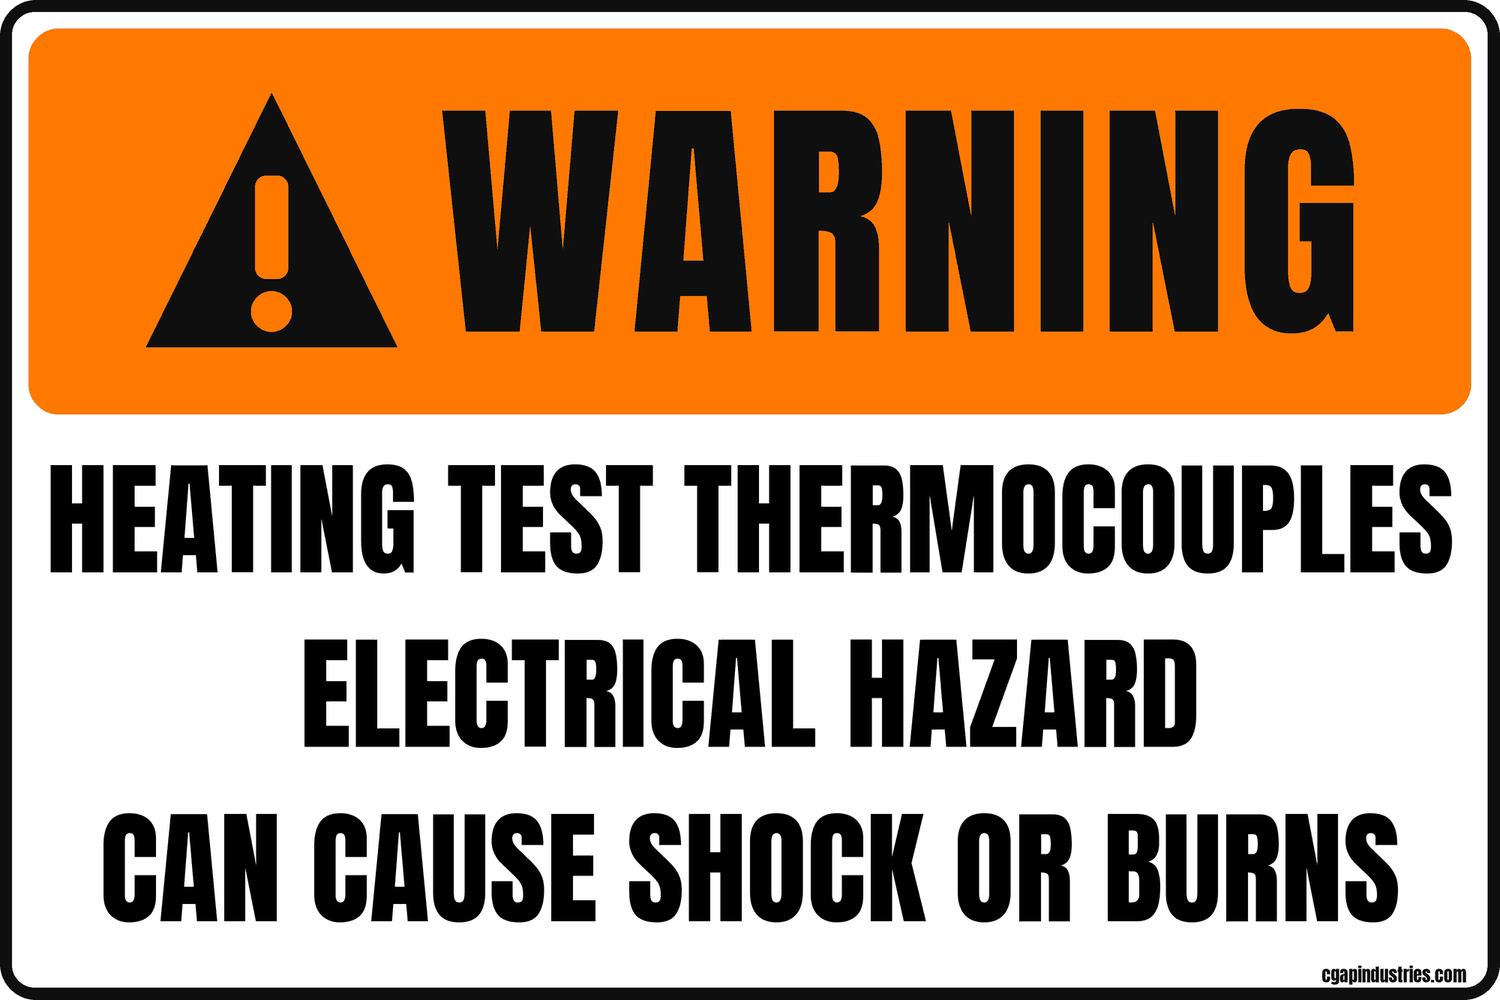 WARNING
HEATING TEST THERMOCOUPLES
ELECTRICAL HAZARD
CAN CAUSE SHOCK OR BURNS
cgapindustries.com